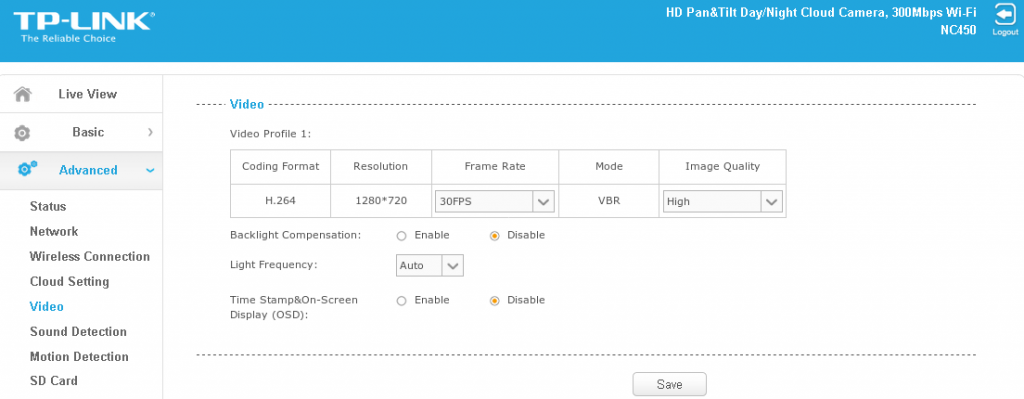 TP-LINK®
The Reliable Choice
HD Pan&Tilt Day/Night Cloud Camera, 300Mbps Wi-Fi
NC450
Logout
Live View
Basic
Advanced
Status
Network
Wireless Connection
Cloud Setting
Video
Sound Detection
Motion Detection
SD Card
Video
Video Profile 1:
Coding Format Resolution Frame Rate Mode Image Quality
H.264 1280*720 30FPS VBR High
Backlight Compensation: Enable Disable
Light Frequency: Auto
Time Stamp&On-Screen Enable Disable
Display (OSD):
Save